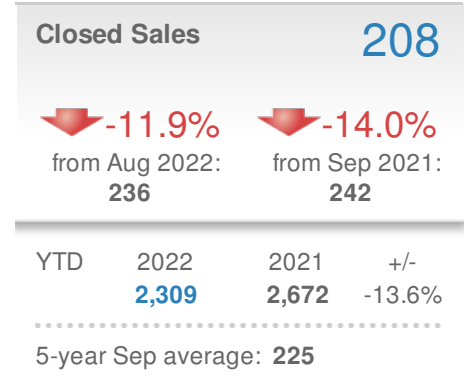 Closed Sales 208
-11.9% -14.0%
from Aug 2022: from Sep 2021:
236 242
YTD 2022 2021 +/-
2,309 2,672 -13.6%
5-year Sep average: 225